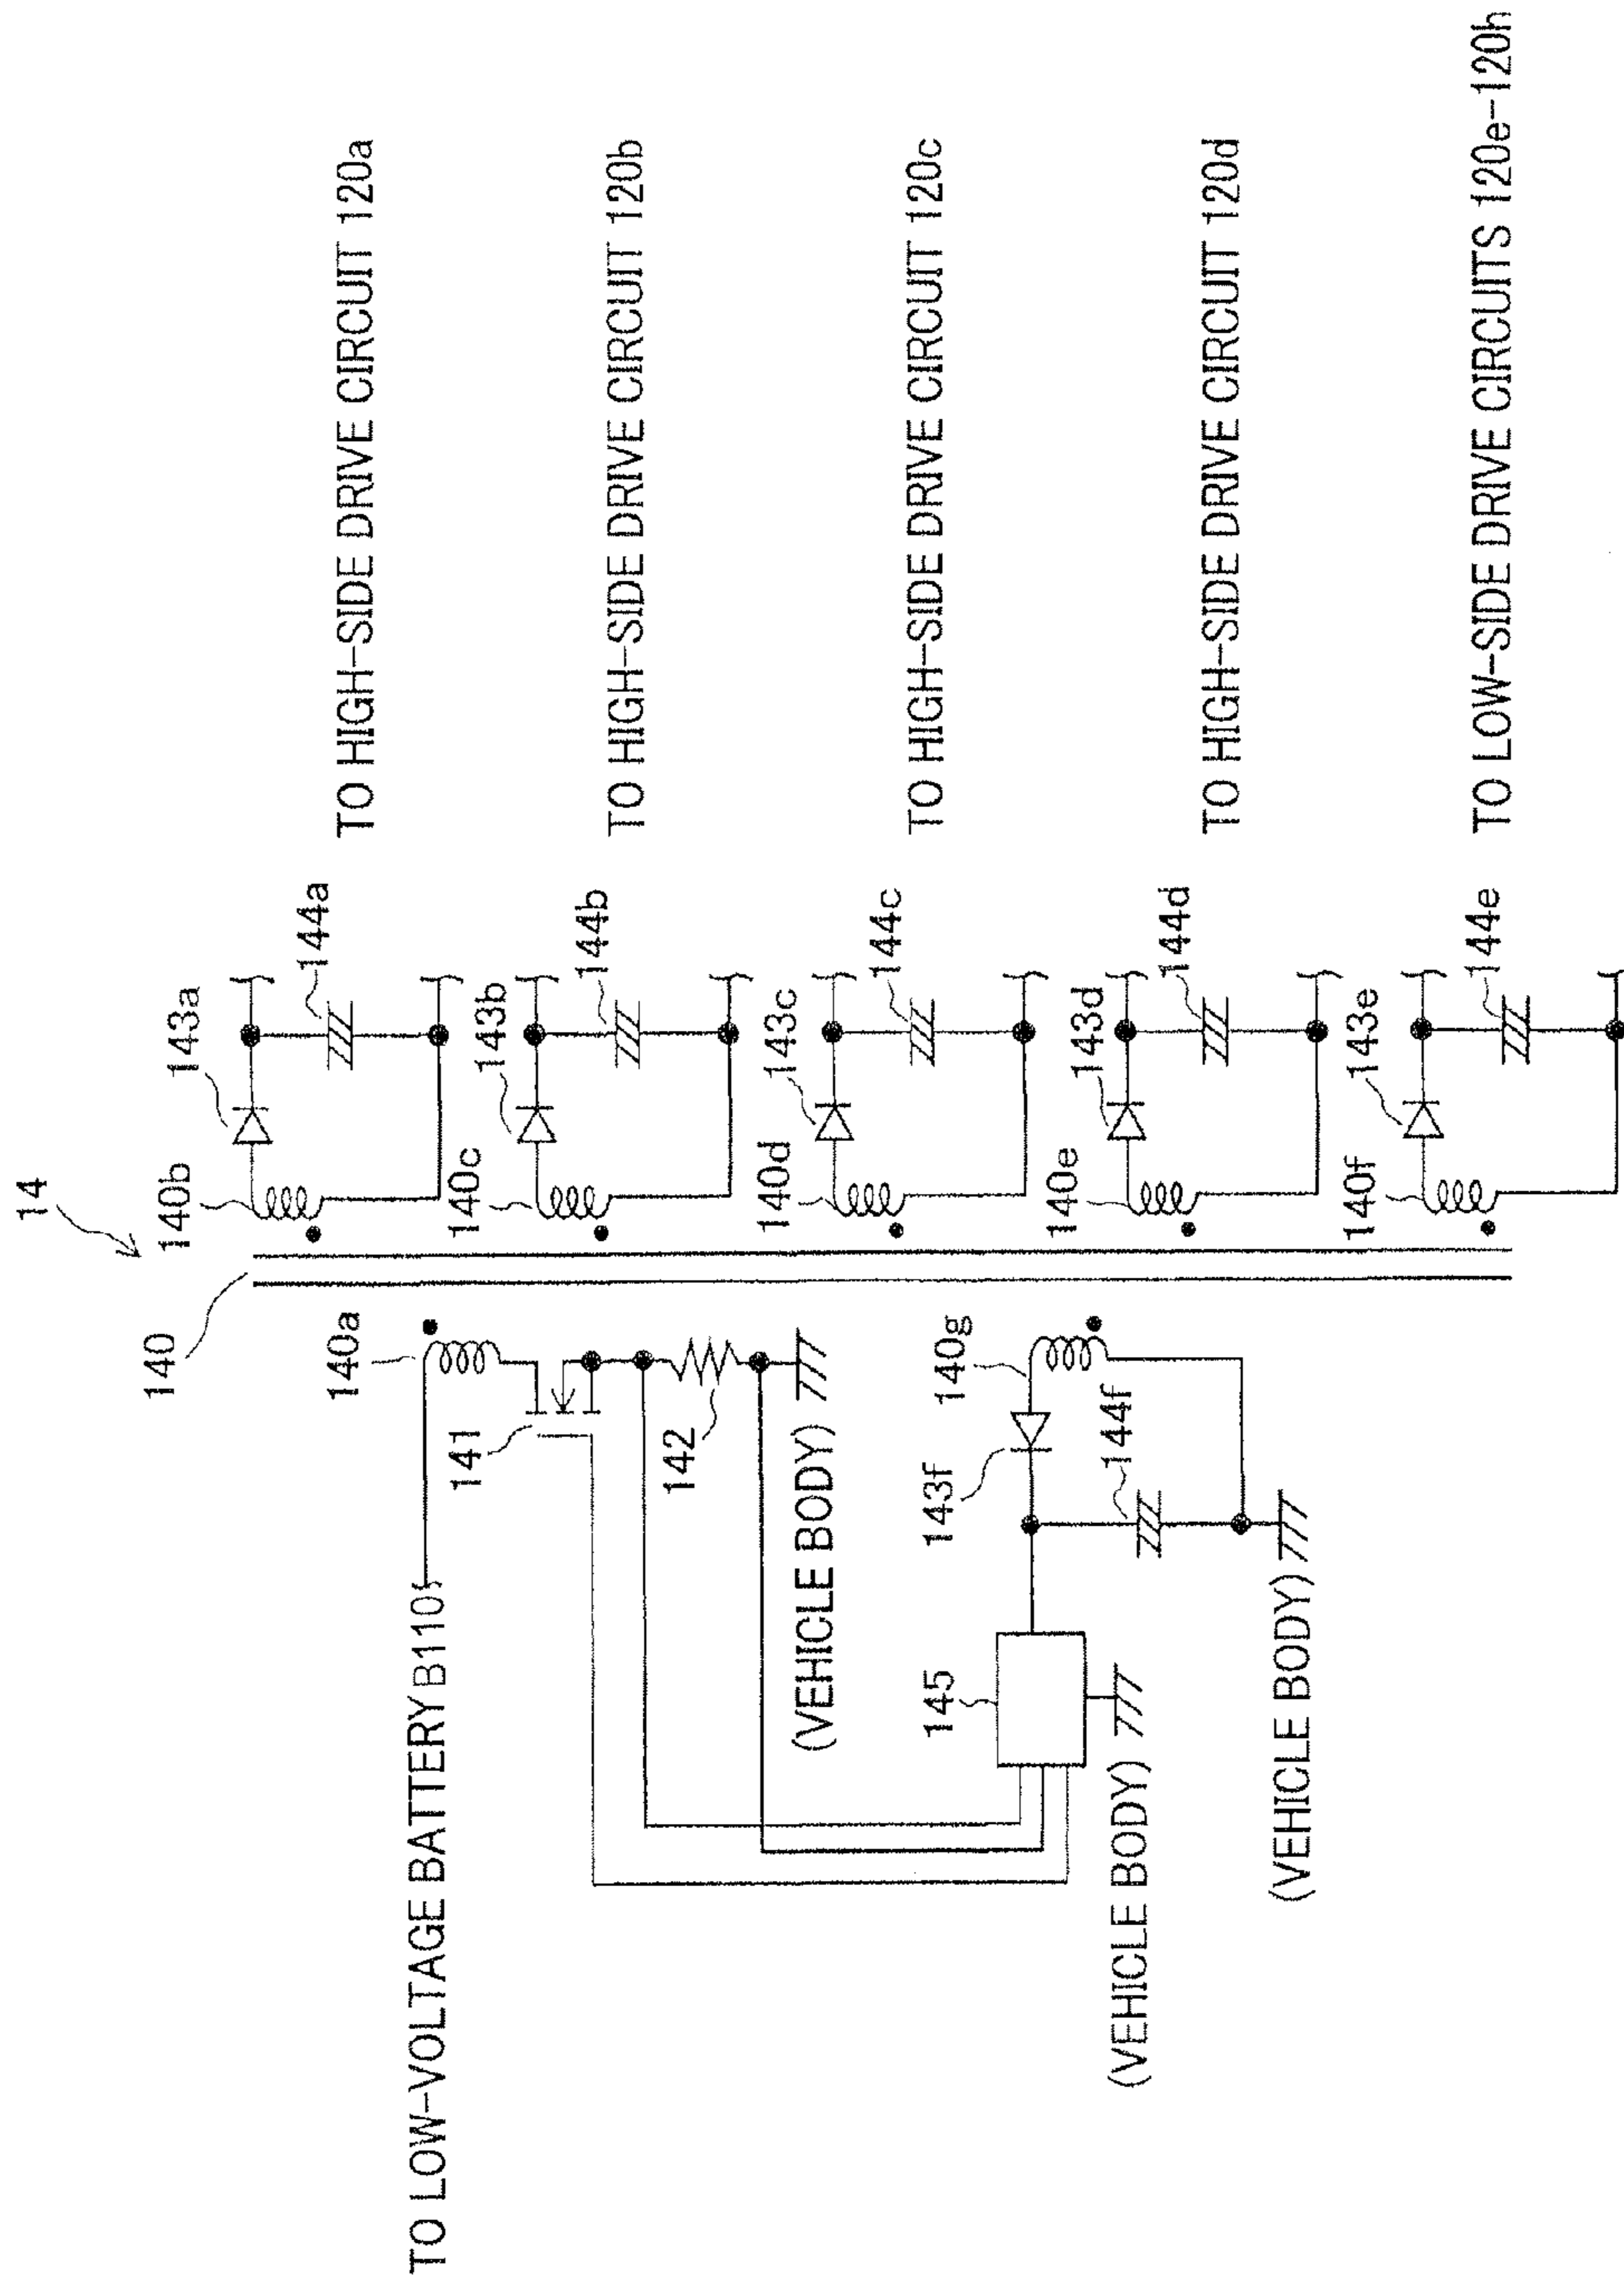 14
140
140a
140b
143a
144a
TO HIGH-SIDE DRIVE CIRCUIT 120a
TO LOW-VOLTAGE BATTERY B110
141
140c
143b
144b
TO HIGH-SIDE DRIVE CIRCUIT 120b
142
(VEHICLE BODY)
140d
143c
144c
TO HIGH-SIDE DRIVE CIRCUIT 120c
145
143f
140g
144f
140e
143d
144d
TO HIGH-SIDE DRIVE CIRCUIT 120d
(VEHICLE BODY)
(VEHICLE BODY)
140f
143e
144e
TO LOW-SIDE DRIVE CIRCUITS 120e-120h